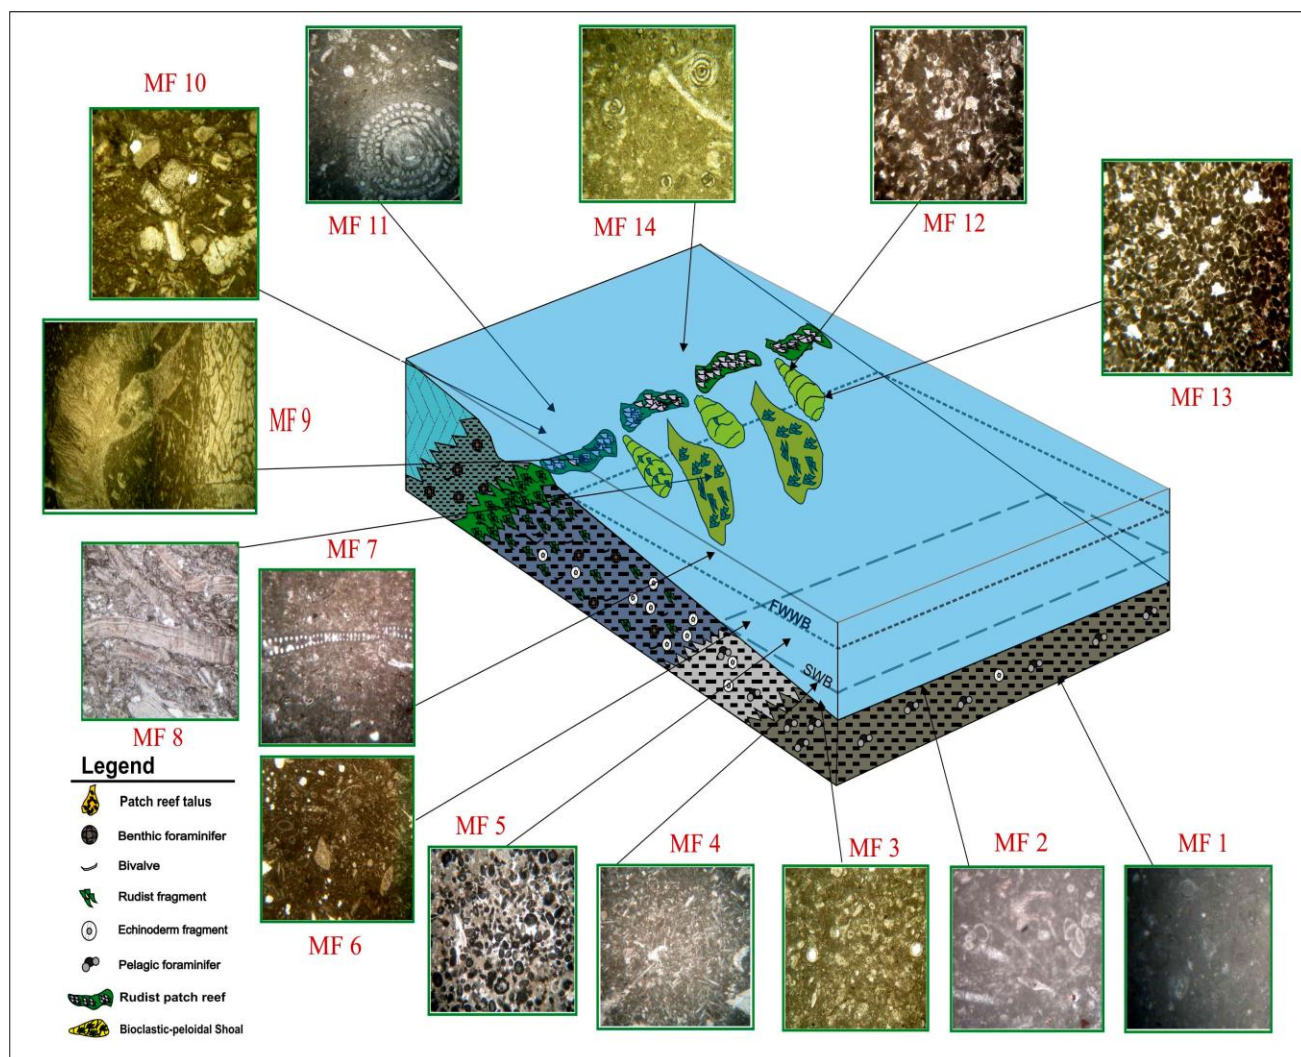 MF 10
MF 11
MF 14
MF 12
MF 13
MF 9
MF 8
MF 7
MF 6
MF 5
MF 4
MF 3
MF 2
MF 1
FWWB
SWB
Legend
Patch reef talus
Benthic foraminifer
Bivalve
Rudist fragment
Echinoderm fragment
Pelagic foraminifer
Rudist patch reef
Bioclastic-peloidal Shoal